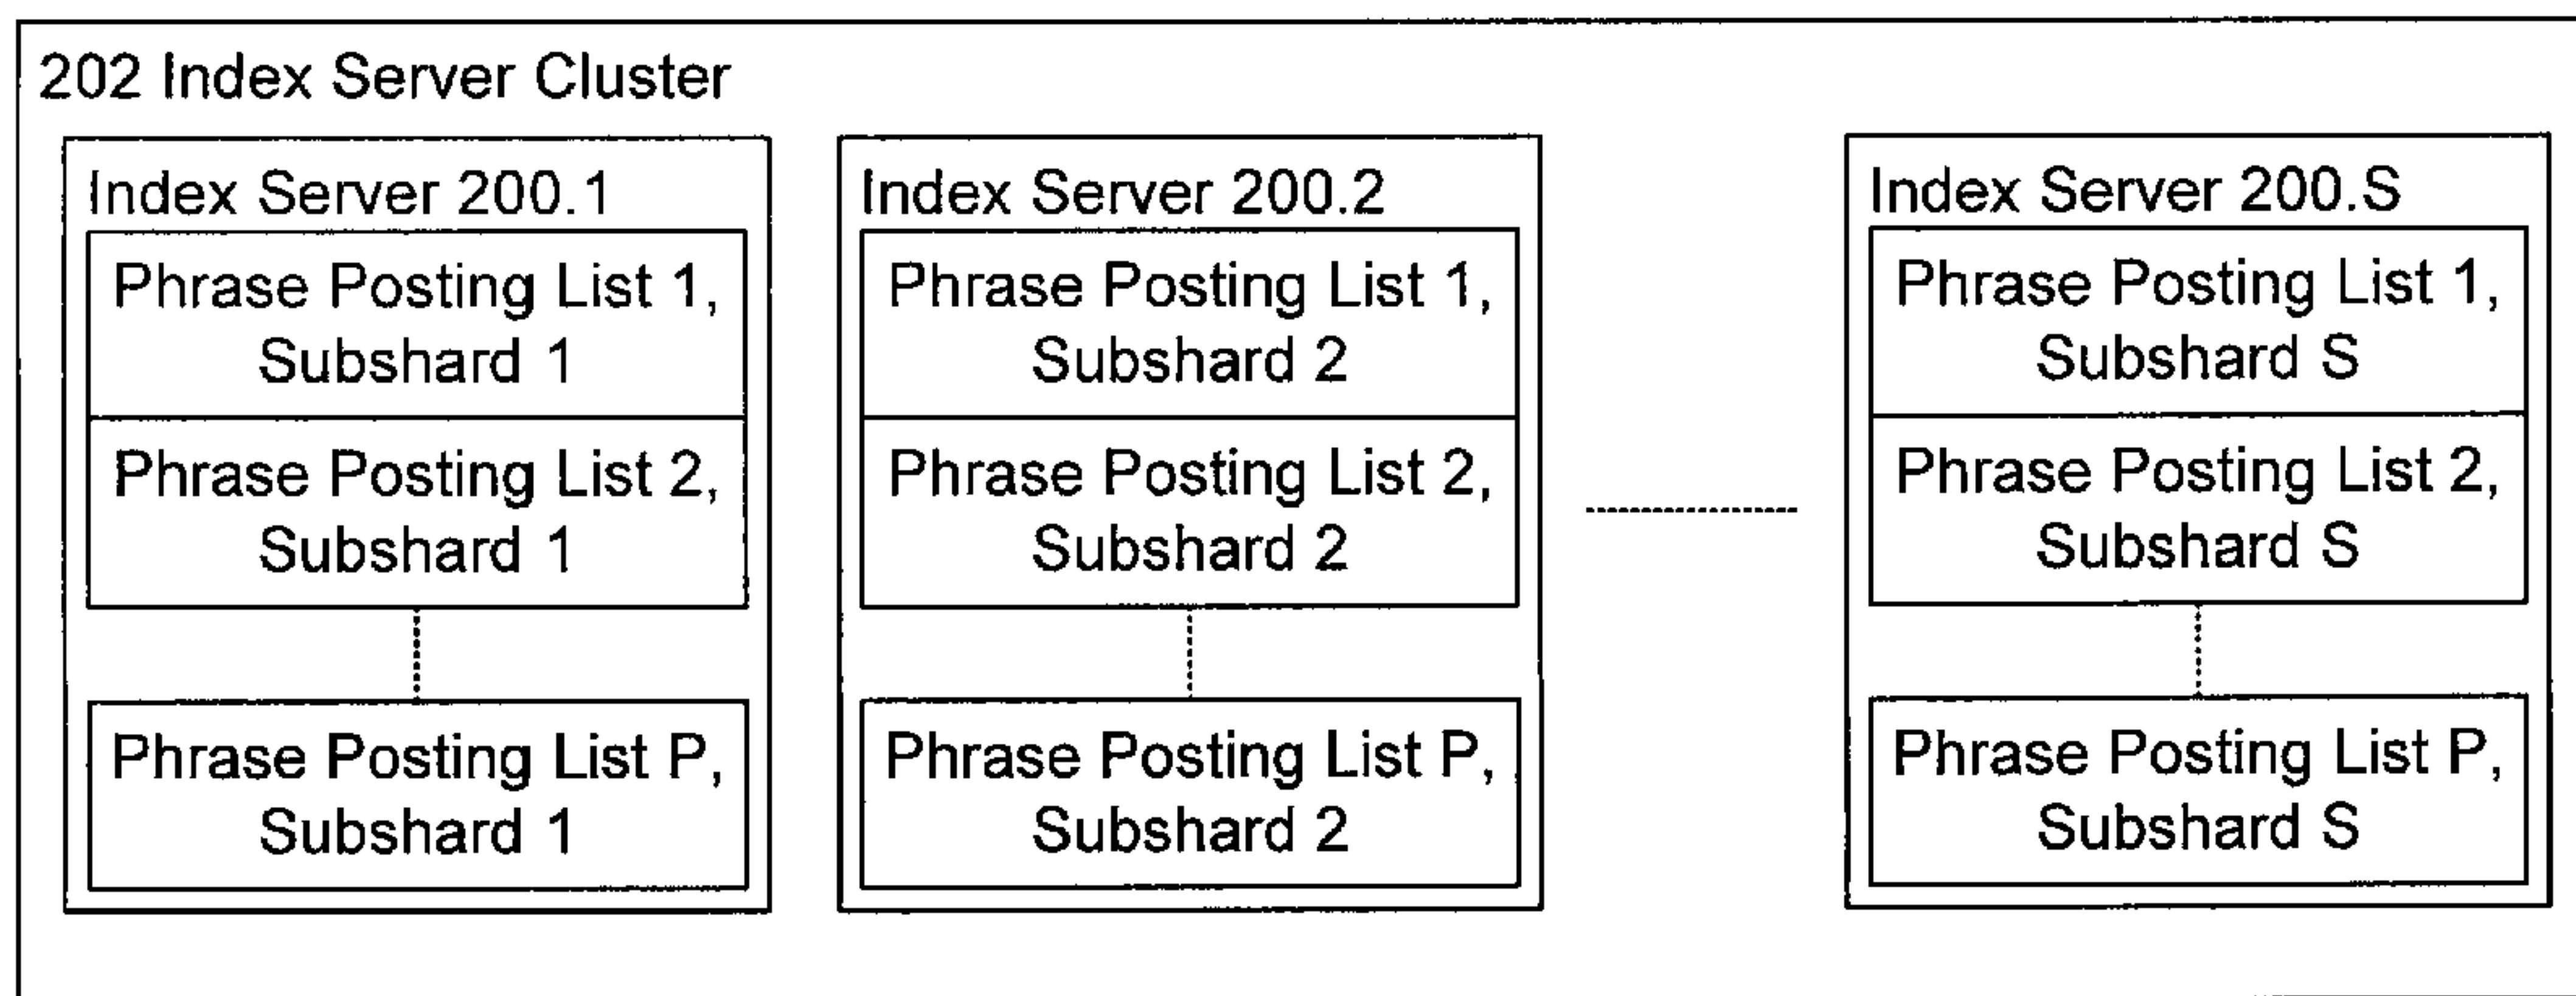 202 Index Server Cluster
Index Server 200.1
Phrase Posting List 1,
Subshard 1
Phrase Posting List 2,
Subshard 1
Phrase Posting List P,
Subshard 1
Index Server 200.2
Phrase Posting List 1,
Subshard 2
Phrase Posting List 2,
Subshard 2
Phrase Posting List P,
Subshard 2
Index Server 200.S
Phrase Posting List 1,
Subshard S
Phrase Posting List 2,
Subshard S
Phrase Posting List P,
Subshard S